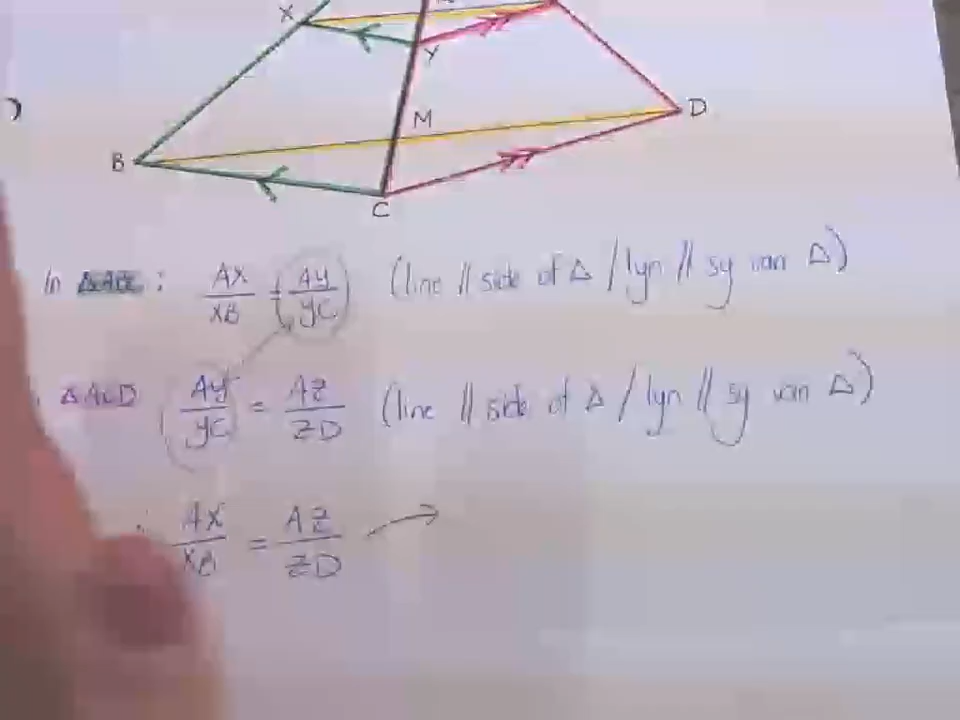 X
Y
)
M
D
B
C
In ΔABC : AX/XB = AY/YC (line // side of Δ / lyn // sy van Δ)
ΔACD AY/YC = AZ/ZD (line // side of Δ / lyn // sy van Δ)
∴ AX/XB = AZ/ZD →